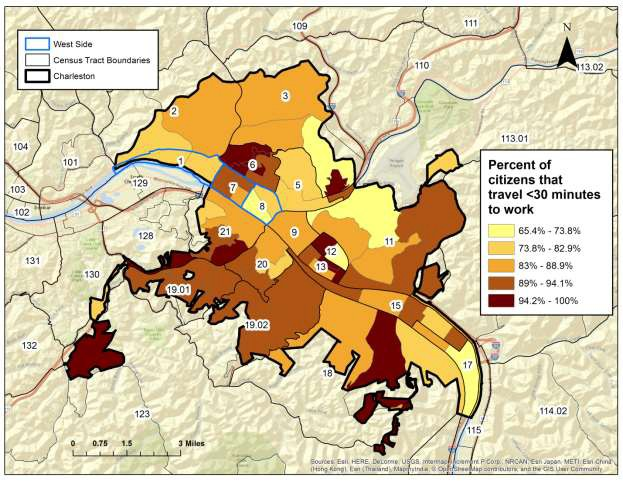 109
111
110
113.02
N
West Side
Census Tract Boundaries
Charleston
2
3
113.01
104
101
1
6
103
129
7
5
102
8
Percent of
citizens that
travel <30 minutes
to work
65.4% - 73.8%
73.8% - 82.9%
83% - 88.9%
89% - 94.1%
94.2% - 100%
128
21
9
11
12
131
130
20
13
19.01
15
19.02
132
18
17
123
114.02
115
0 0.75 1.5 3 Miles
Sources: Esri, HERE, DeLorme, USGS, Intermap, increment P Corp., NRCAN, Esri Japan, METI, Esri China
(Hong Kong), Esri (Thailand), MapmyIndia, © OpenStreetMap contributors, and the GIS User Community